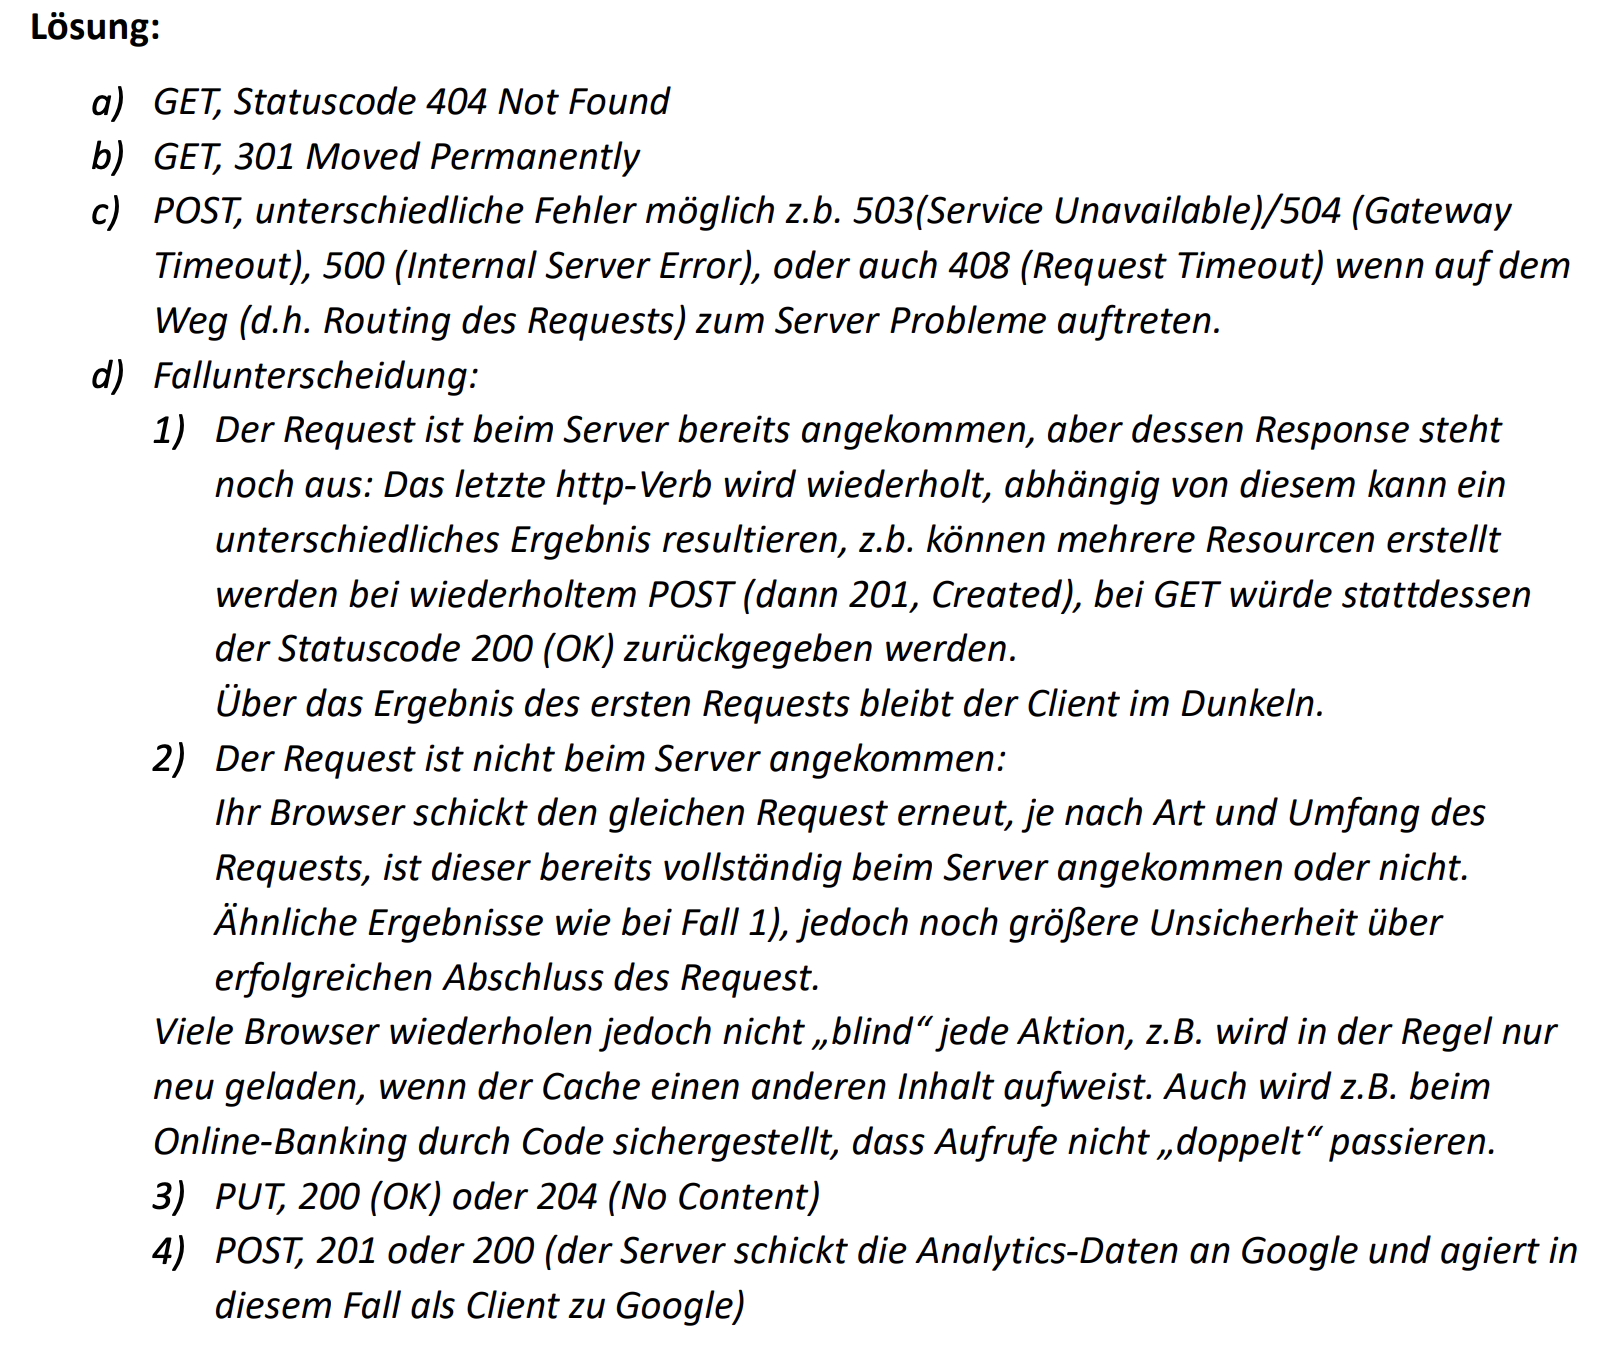 Lösung:
a) GET, Statuscode 404 Not Found
b) GET, 301 Moved Permanently
c) POST, unterschiedliche Fehler möglich z.b. 503(Service Unavailable)/504 (Gateway
Timeout), 500 (Internal Server Error), oder auch 408 (Request Timeout) wenn auf dem
Weg (d.h. Routing des Requests) zum Server Probleme auftreten.
d) Fallunterscheidung:
1) Der Request ist beim Server bereits angekommen, aber dessen Response steht
noch aus: Das letzte http-Verb wird wiederholt, abhängig von diesem kann ein
unterschiedliches Ergebnis resultieren, z.b. können mehrere Resourcen erstellt
werden bei wiederholtem POST (dann 201, Created), bei GET würde stattdessen
der Statuscode 200 (OK) zurückgegeben werden.
Über das Ergebnis des ersten Requests bleibt der Client im Dunkeln.
2) Der Request ist nicht beim Server angekommen:
Ihr Browser schickt den gleichen Request erneut, je nach Art und Umfang des
Requests, ist dieser bereits vollständig beim Server angekommen oder nicht.
Ähnliche Ergebnisse wie bei Fall 1), jedoch noch größere Unsicherheit über
erfolgreichen Abschluss des Request.
Viele Browser wiederholen jedoch nicht „blind“ jede Aktion, z.B. wird in der Regel nur
neu geladen, wenn der Cache einen anderen Inhalt aufweist. Auch wird z.B. beim
Online-Banking durch Code sichergestellt, dass Aufrufe nicht „doppelt“ passieren.
3) PUT, 200 (OK) oder 204 (No Content)
4) POST, 201 oder 200 (der Server schickt die Analytics-Daten an Google und agiert in
diesem Fall als Client zu Google)